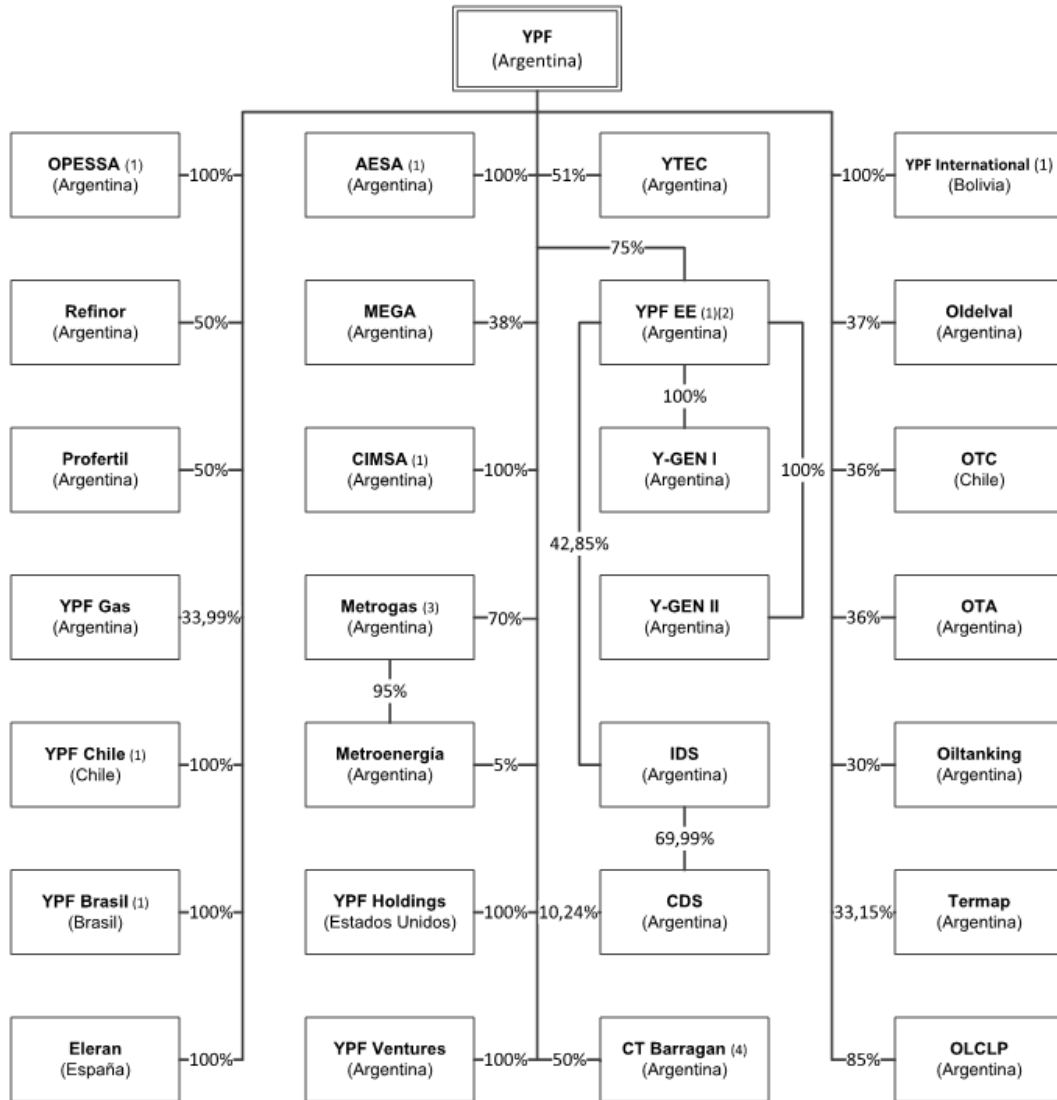 YPF
(Argentina)
OPESSA (1)
(Argentina)
100%
AESA (1)
(Argentina)
100%
51%
YTEC
(Argentina)
100%
YPF International (1)
(Bolivia)
75%
Refinor
(Argentina)
50%
MEGA
(Argentina)
38%
YPF EE (1)(2)
(Argentina)
37%
Oldelval
(Argentina)
100%
Profertil
(Argentina)
50%
CIMSA (1)
(Argentina)
100%
Y-GEN I
(Argentina)
100%
36%
OTC
(Chile)
42,85%
YPF Gas
(Argentina)
33,99%
Metrogas (3)
(Argentina)
70%
Y-GEN II
(Argentina)
36%
OTA
(Argentina)
95%
YPF Chile (1)
(Chile)
100%
Metroenergía
(Argentina)
5%
IDS
(Argentina)
30%
Oiltanking
(Argentina)
69,99%
YPF Brasil (1)
(Brasil)
100%
YPF Holdings
(Estados Unidos)
100%
10,24%
CDS
(Argentina)
33,15%
Termap
(Argentina)
Eleran
(España)
100%
YPF Ventures
(Argentina)
100%
50%
CT Barragan (4)
(Argentina)
85%
OLCLP
(Argentina)